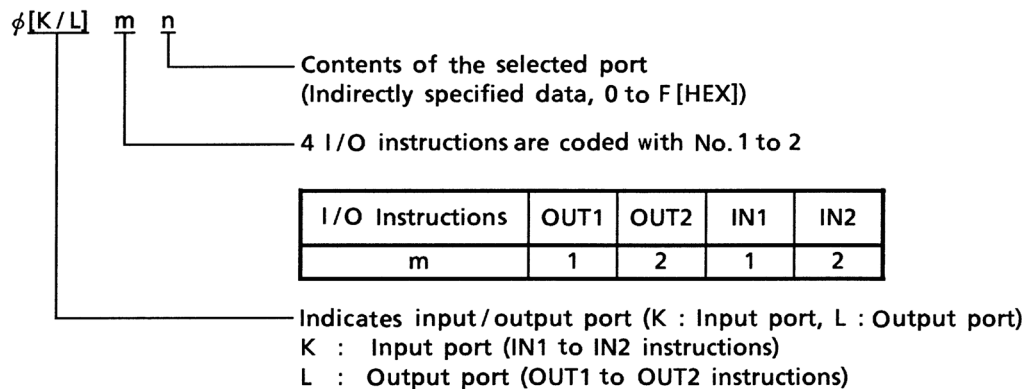 ϕ[K/L] m n
Contents of the selected port
(Indirectly specified data, 0 to F [HEX])
4 I/O instructions are coded with No. 1 to 2
I/O Instructions OUT1 OUT2 IN1 IN2
m 1 2 1 2
Indicates input/output port (K : Input port, L : Output port)
K : Input port (IN1 to IN2 instructions)
L : Output port (OUT1 to OUT2 instructions)